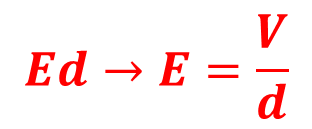 Ed → E = V/d